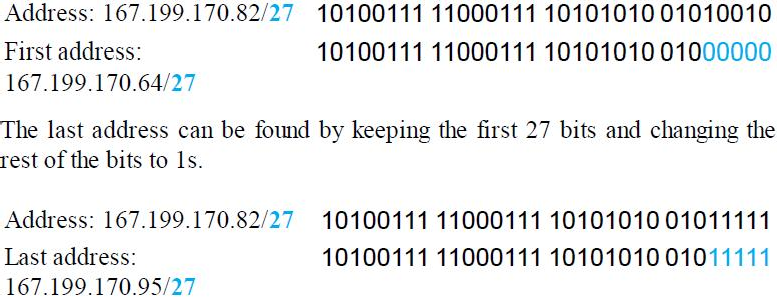 Address: 167.199.170.82/27 10100111 11000111 10101010 01010010
First address: 10100111 11000111 10101010 01000000
167.199.170.64/27
The last address can be found by keeping the first 27 bits and changing the
rest of the bits to 1s.
Address: 167.199.170.82/27 10100111 11000111 10101010 01011111
Last address: 10100111 11000111 10101010 01011111
167.199.170.95/27